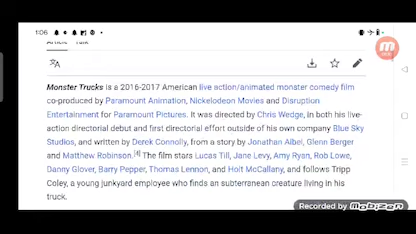 1:06
Article Talk
Monster Trucks is a 2016-2017 American live action/animated monster comedy film
co-produced by Paramount Animation, Nickelodeon Movies and Disruption
Entertainment for Paramount Pictures. It was directed by Chris Wedge, in both his live-
action directorial debut and first directorial effort outside of his own company Blue Sky
Studios, and written by Derek Connolly, from a story by Jonathan Aibel, Glenn Berger
and Matthew Robinson.[4] The film stars Lucas Till, Jane Levy, Amy Ryan, Rob Lowe,
Danny Glover, Barry Pepper, Thomas Lennon, and Holt McCallany, and follows Tripp
Coley, a young junkyard employee who finds an subterranean creature living in his
truck.
Recorded by Mobizen